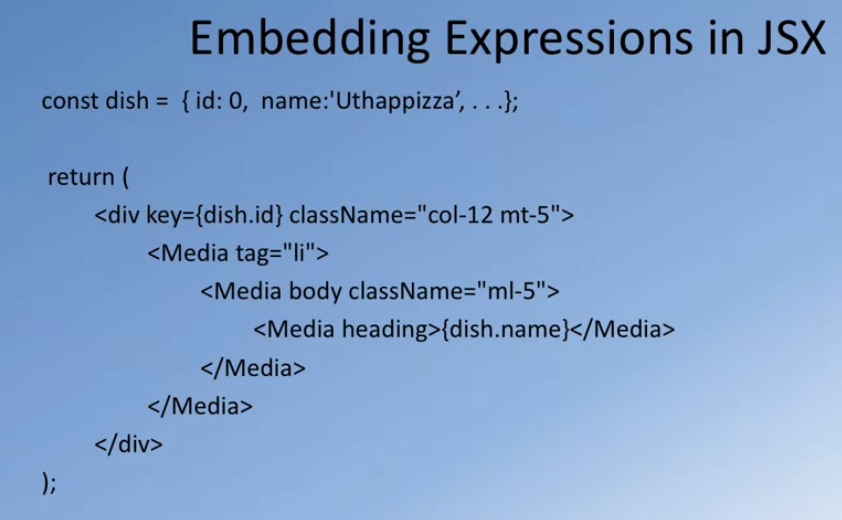 Embedding Expressions in JSX
const dish = { id: 0, name:'Uthappizza’, . . .};
return (
<div key={dish.id} className="col-12 mt-5">
<Media tag="li">
<Media body className="ml-5">
<Media heading>{dish.name}</Media>
</Media>
</Media>
</div>
);